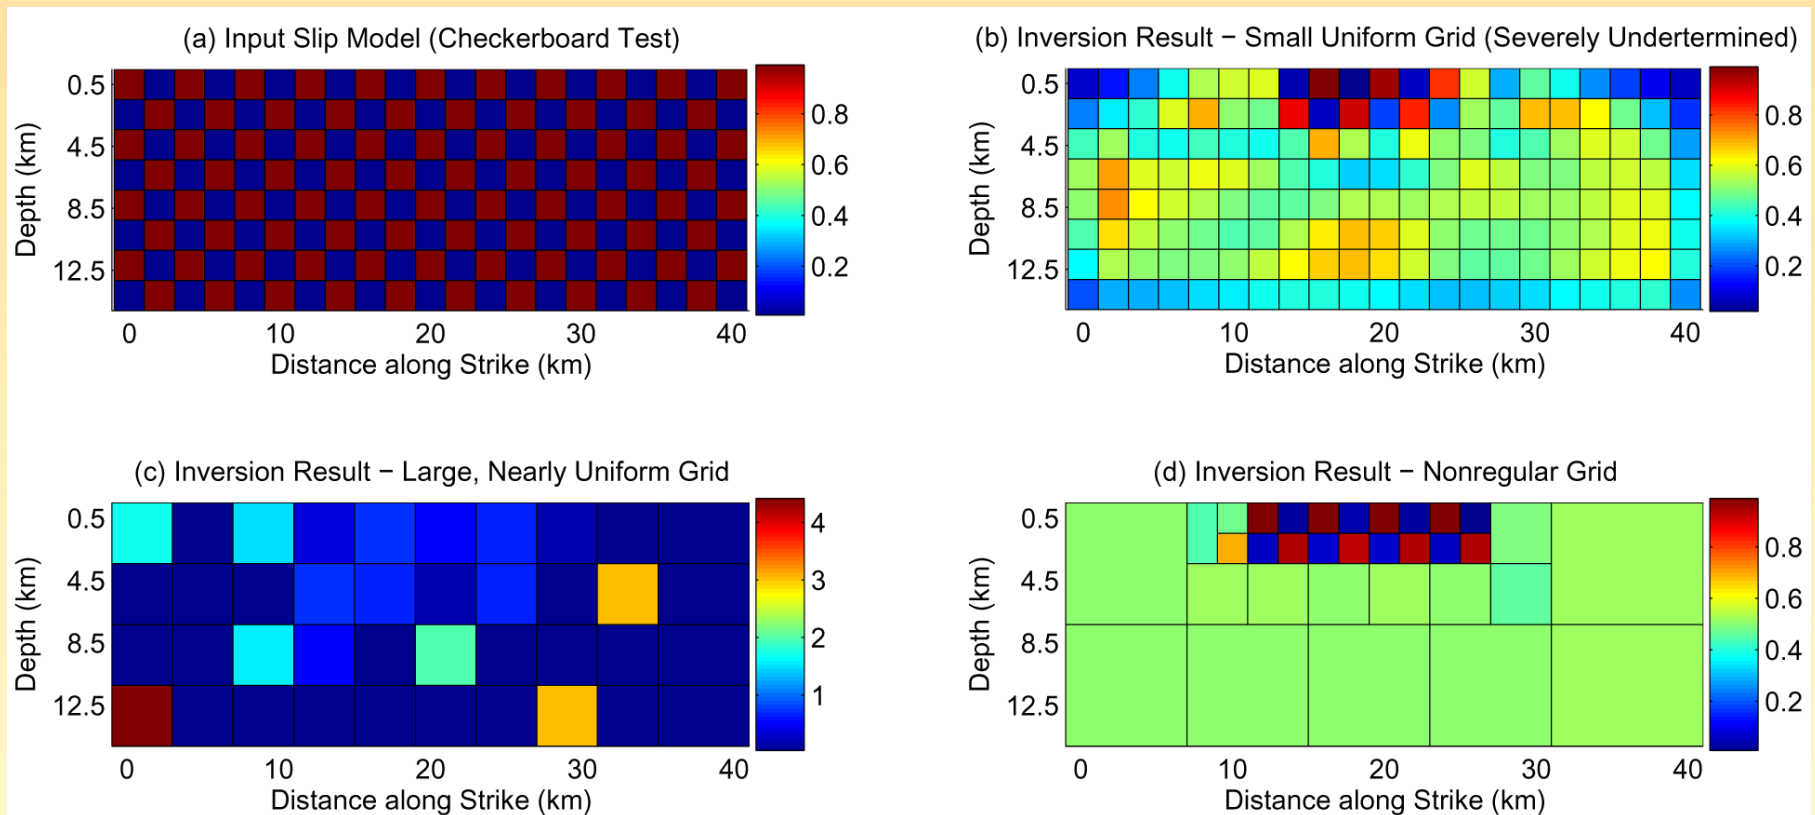 (a) Input Slip Model (Checkerboard Test)
0.5
4.5
8.5
12.5
Depth (km)
0 10 20 30 40
Distance along Strike (km)
0.8
0.6
0.4
0.2
(b) Inversion Result − Small Uniform Grid (Severely Undertermined)
0.5
4.5
8.5
12.5
Depth (km)
0 10 20 30 40
Distance along Strike (km)
0.8
0.6
0.4
0.2
(c) Inversion Result − Large, Nearly Uniform Grid
0.5
4.5
8.5
12.5
Depth (km)
0 10 20 30 40
Distance along Strike (km)
4
3
2
1
(d) Inversion Result − Nonregular Grid
0.5
4.5
8.5
12.5
Depth (km)
0 10 20 30 40
Distance along Strike (km)
0.8
0.6
0.4
0.2